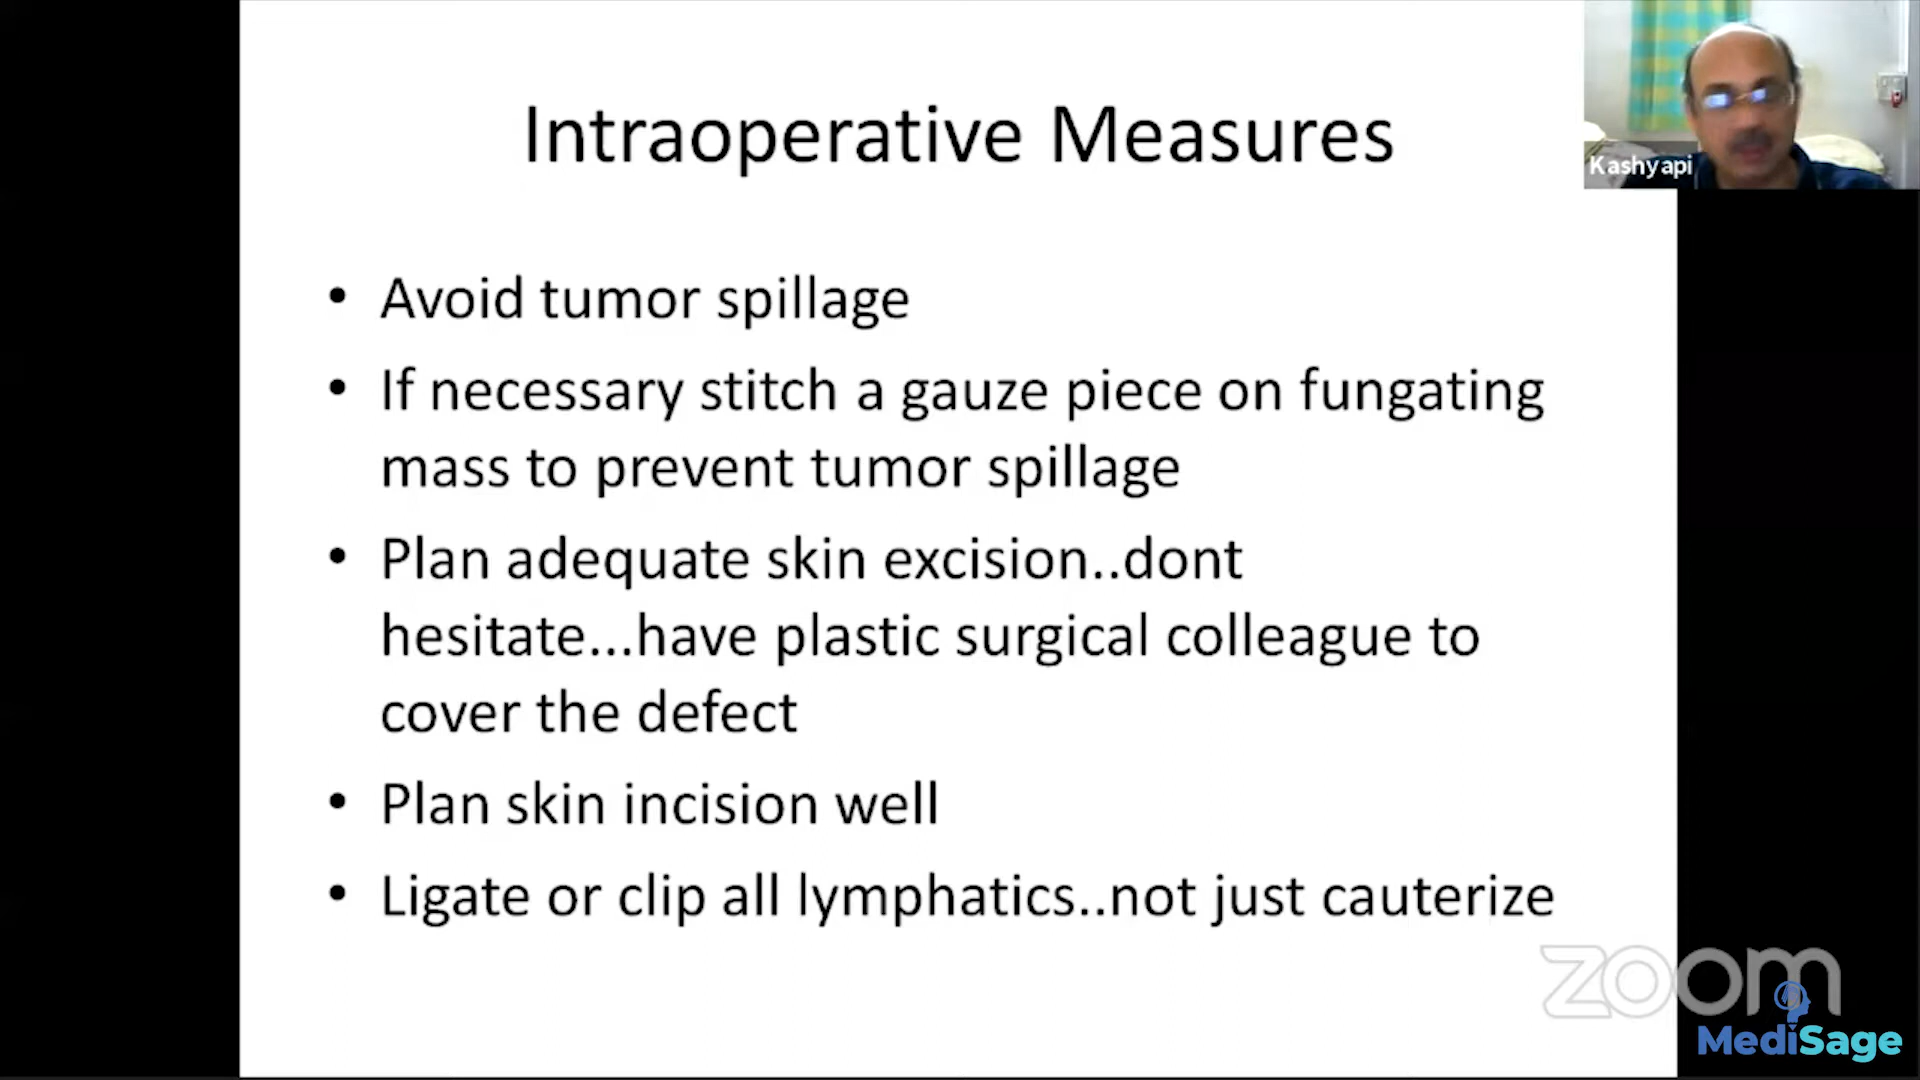 Intraoperative Measures
Kashyapi
• Avoid tumor spillage
• If necessary stitch a gauze piece on fungating
mass to prevent tumor spillage
• Plan adequate skin excision..dont
hesitate...have plastic surgical colleague to
cover the defect
• Plan skin incision well
• Ligate or clip all lymphatics..not just cauterize
zoom
MediSage